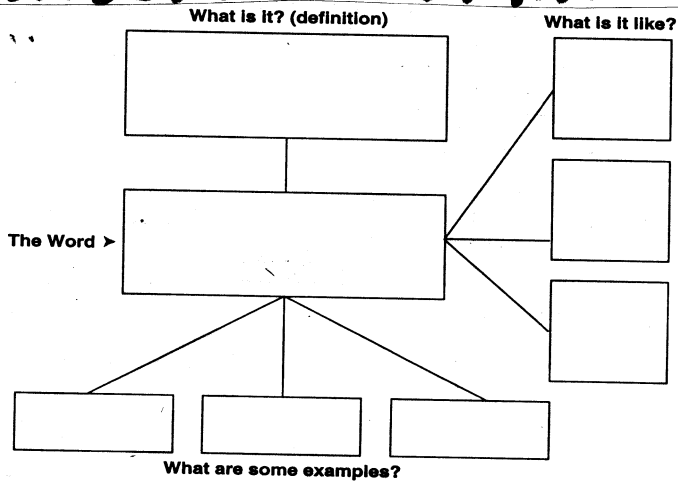 What is it? (definition)
What is it like?
The Word ➤
What are some examples?